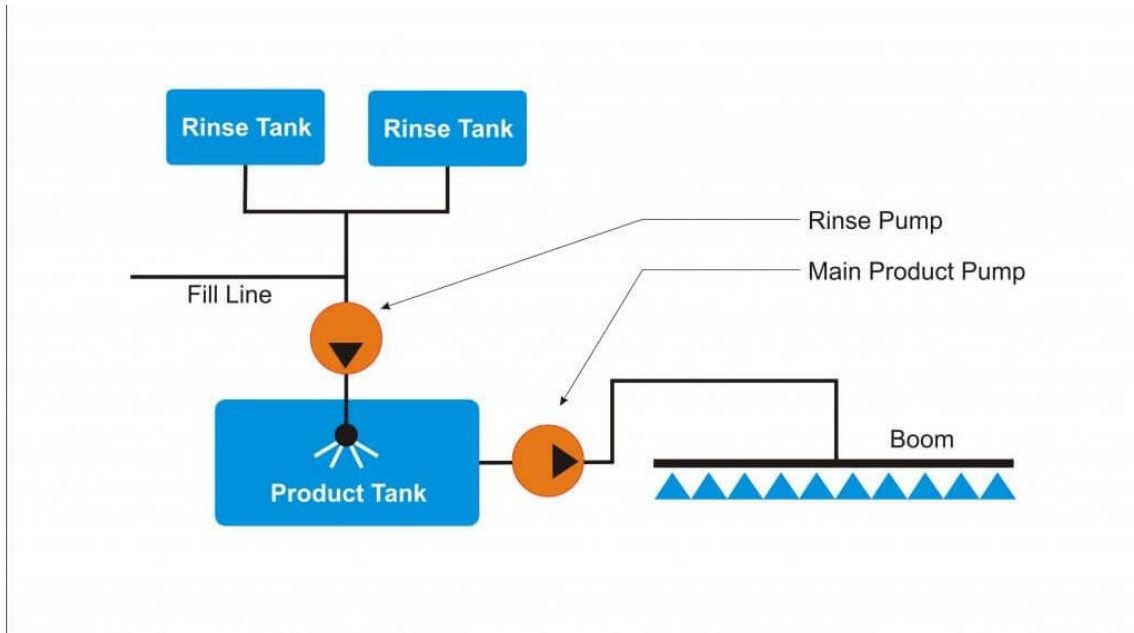 Rinse Tank
Rinse Tank
Rinse Pump
Main Product Pump
Fill Line
Boom
Product Tank